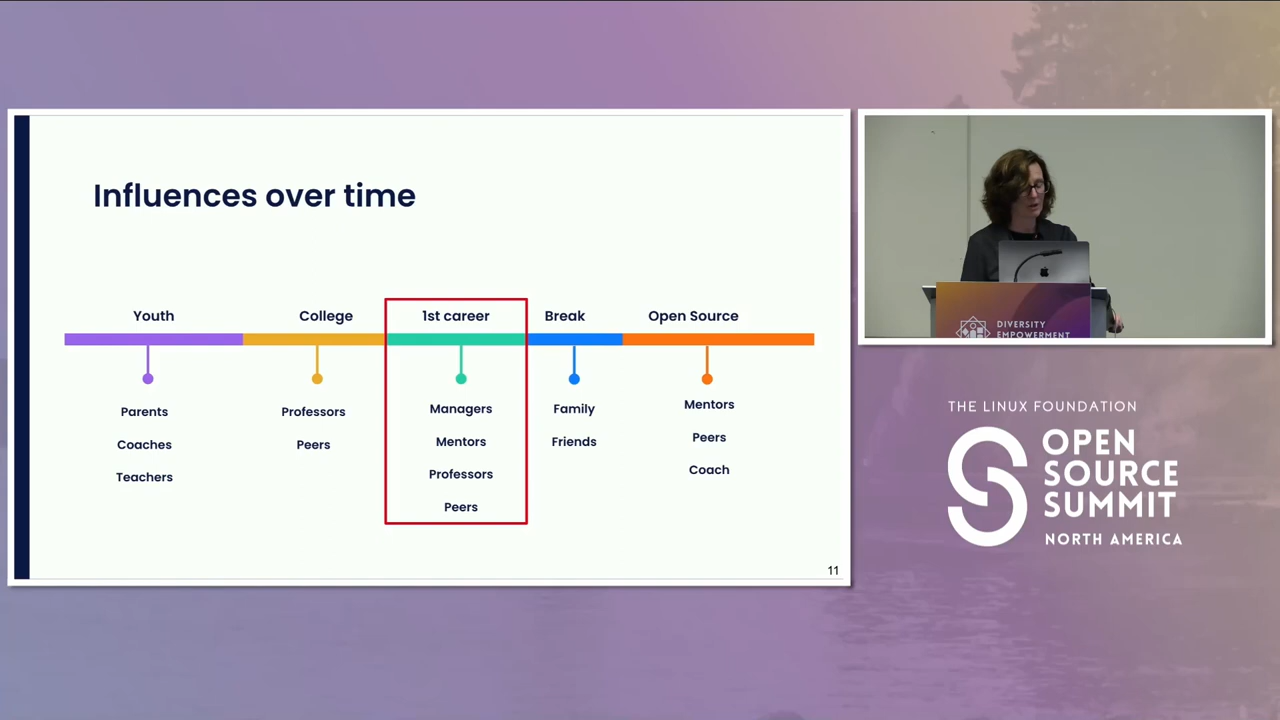 Influences over time
Youth
College
1st career
Break
Open Source
Parents
Coaches
Teachers
Professors
Peers
Managers
Mentors
Professors
Peers
Family
Friends
Mentors
Peers
Coach
11
DIVERSITY
EMPOWERMENT
THE LINUX FOUNDATION
OPEN
SOURCE
SUMMIT
NORTH AMERICA